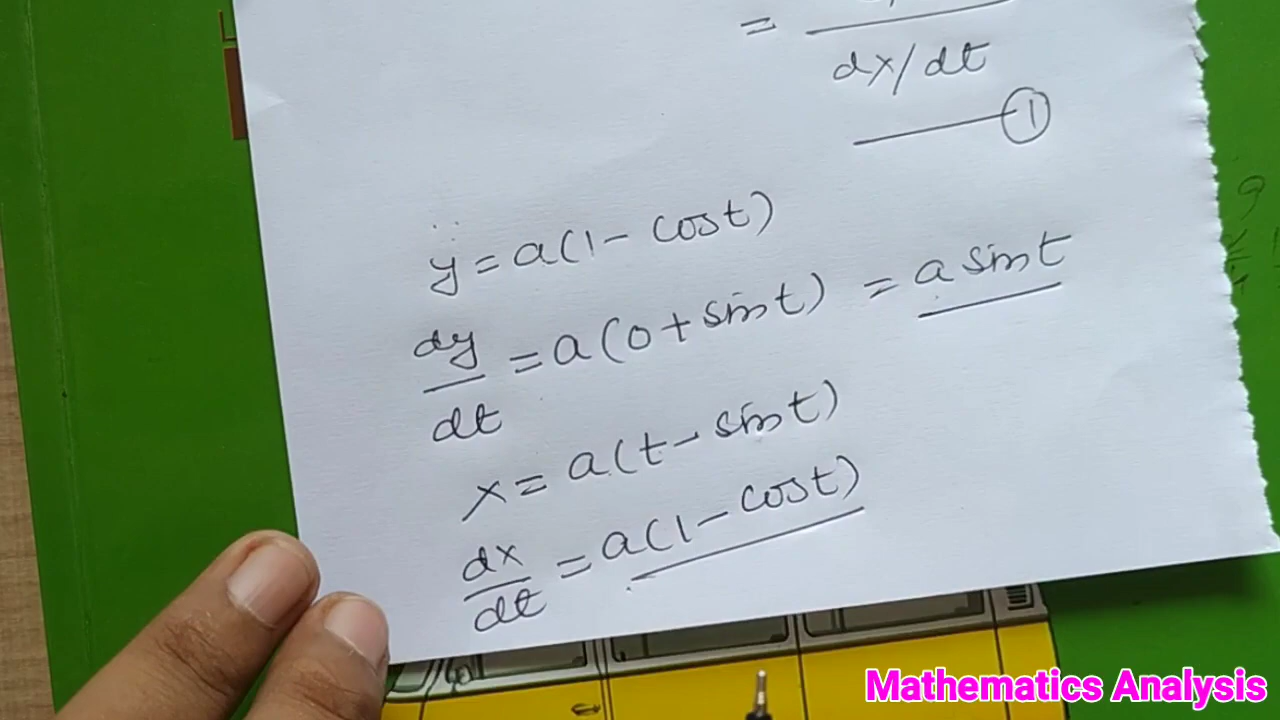 =
dx/dt
①
y = a(1 - cost)
dy/dt = a(0 + sint) = a sint
x = a(t - sint)
dx/dt = a(1 - cost)
Mathematics Analysis